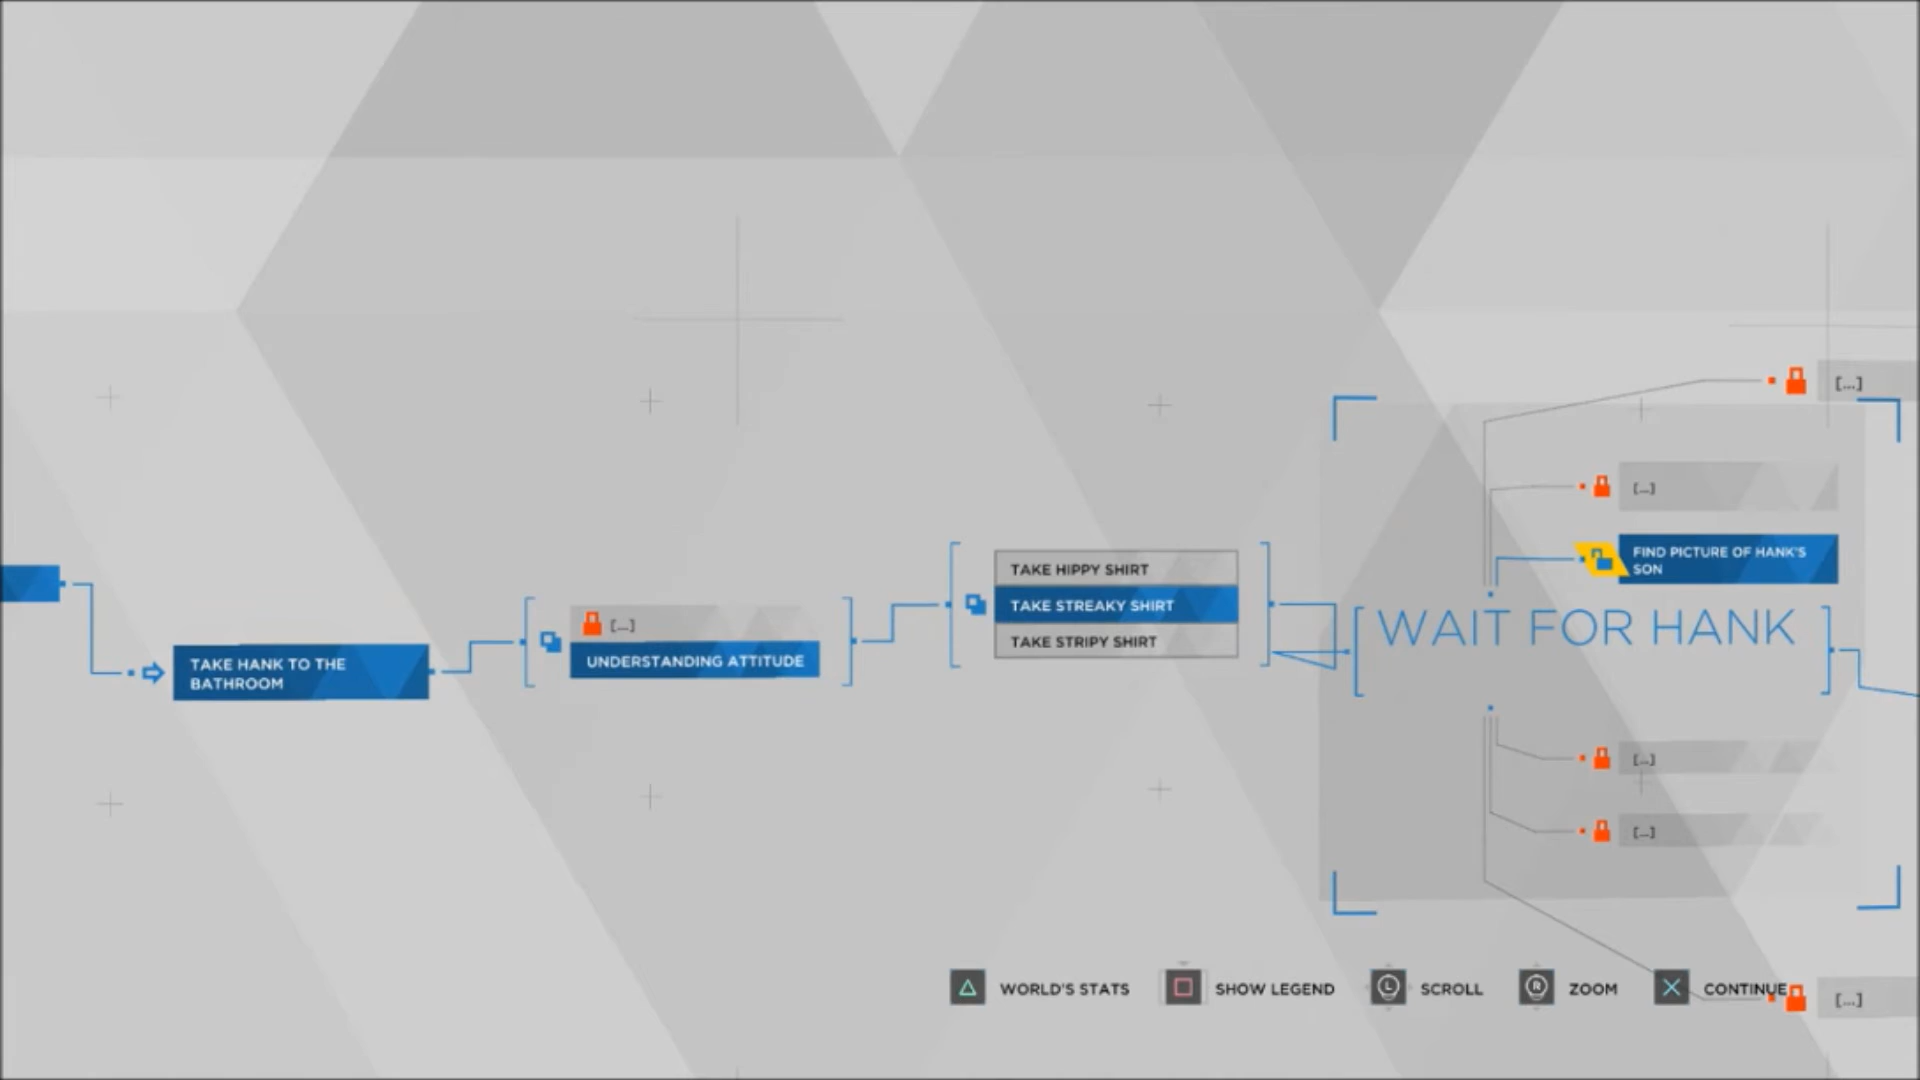 TAKE HANK TO THE
BATHROOM
[...]
UNDERSTANDING ATTITUDE
TAKE HIPPY SHIRT
TAKE STREAKY SHIRT
TAKE STRIPY SHIRT
[...]
[...]
FIND PICTURE OF HANK'S
SON
WAIT FOR HANK
[...]
[...]
[...]
WORLD'S STATS
SHOW LEGEND
L
SCROLL
R
ZOOM
CONTINUE